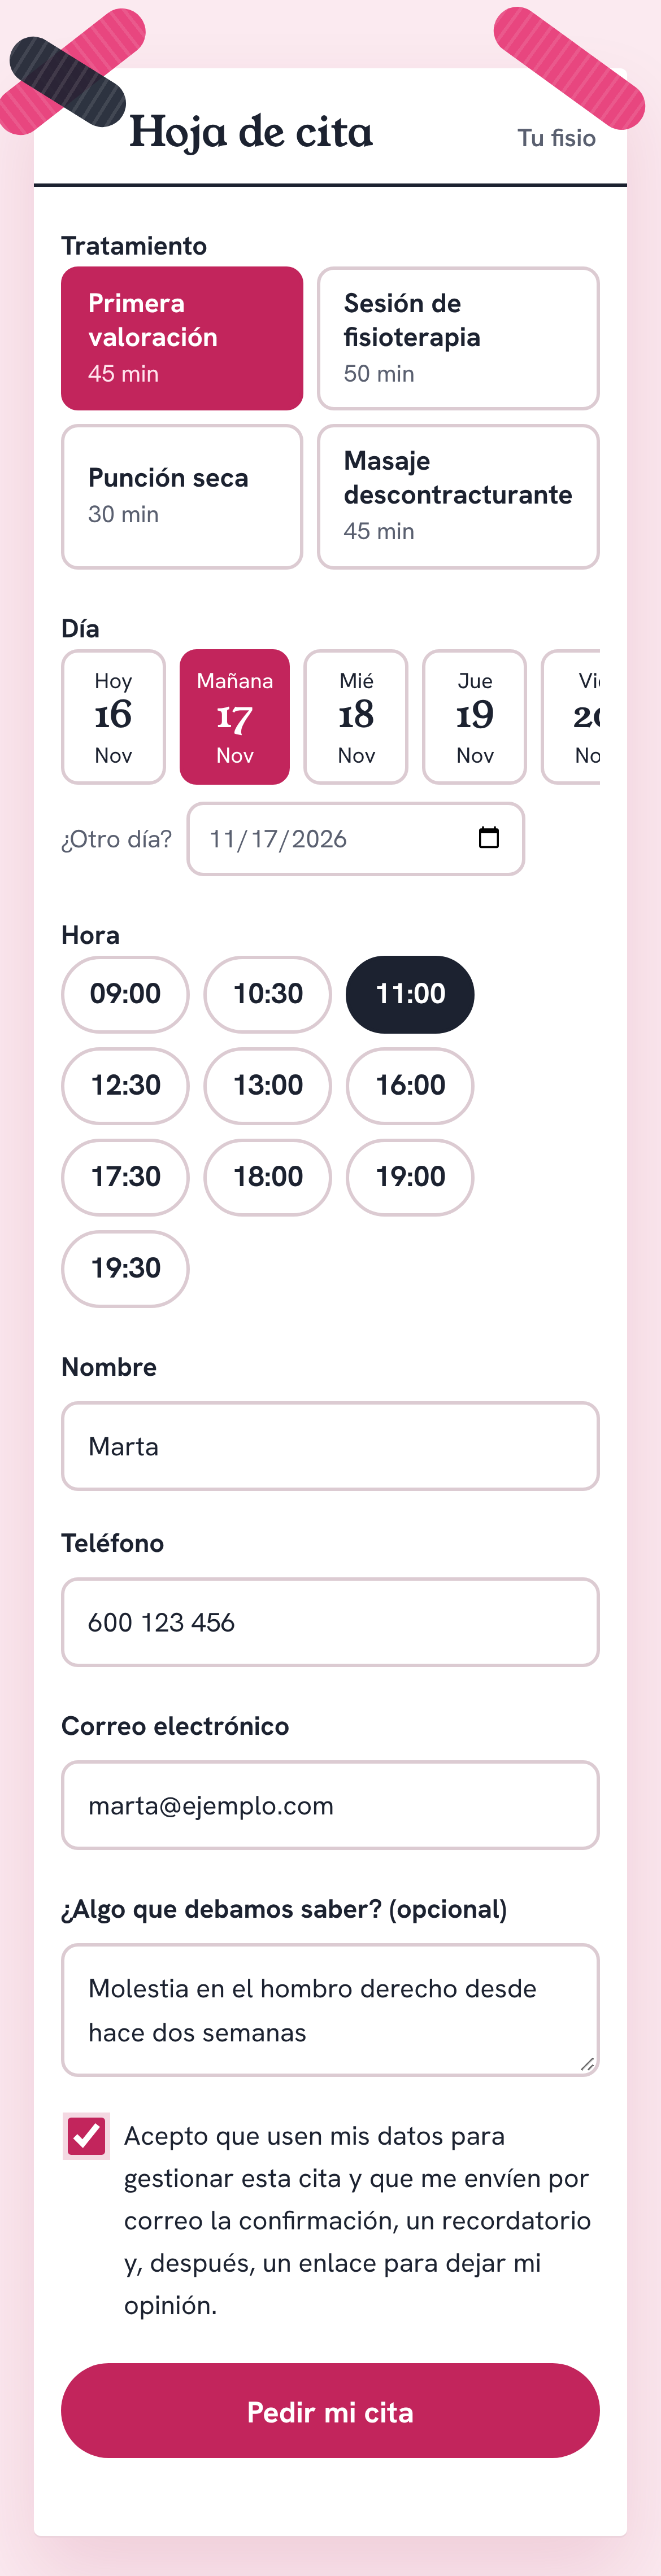 Hoja de cita
Tu fisio
Tratamiento
Primera
valoración
45 min
Sesión de
fisioterapia
50 min
Punción seca
30 min
Masaje
descontracturante
45 min
Día
Hoy
16
Nov
Mañana
17
Nov
Mié
18
Nov
Jue
19
Nov
¿Otro día?
11/17/2026
Hora
09:00
10:30
11:00
12:30
13:00
16:00
17:30
18:00
19:00
19:30
Nombre
Marta
Teléfono
600 123 456
Correo electrónico
marta@ejemplo.com
¿Algo que debamos saber? (opcional)
Molestia en el hombro derecho desde
hace dos semanas
Acepto que usen mis datos para
gestionar esta cita y que me envíen por
correo la confirmación, un recordatorio
y, después, un enlace para dejar mi
opinión.
Pedir mi cita